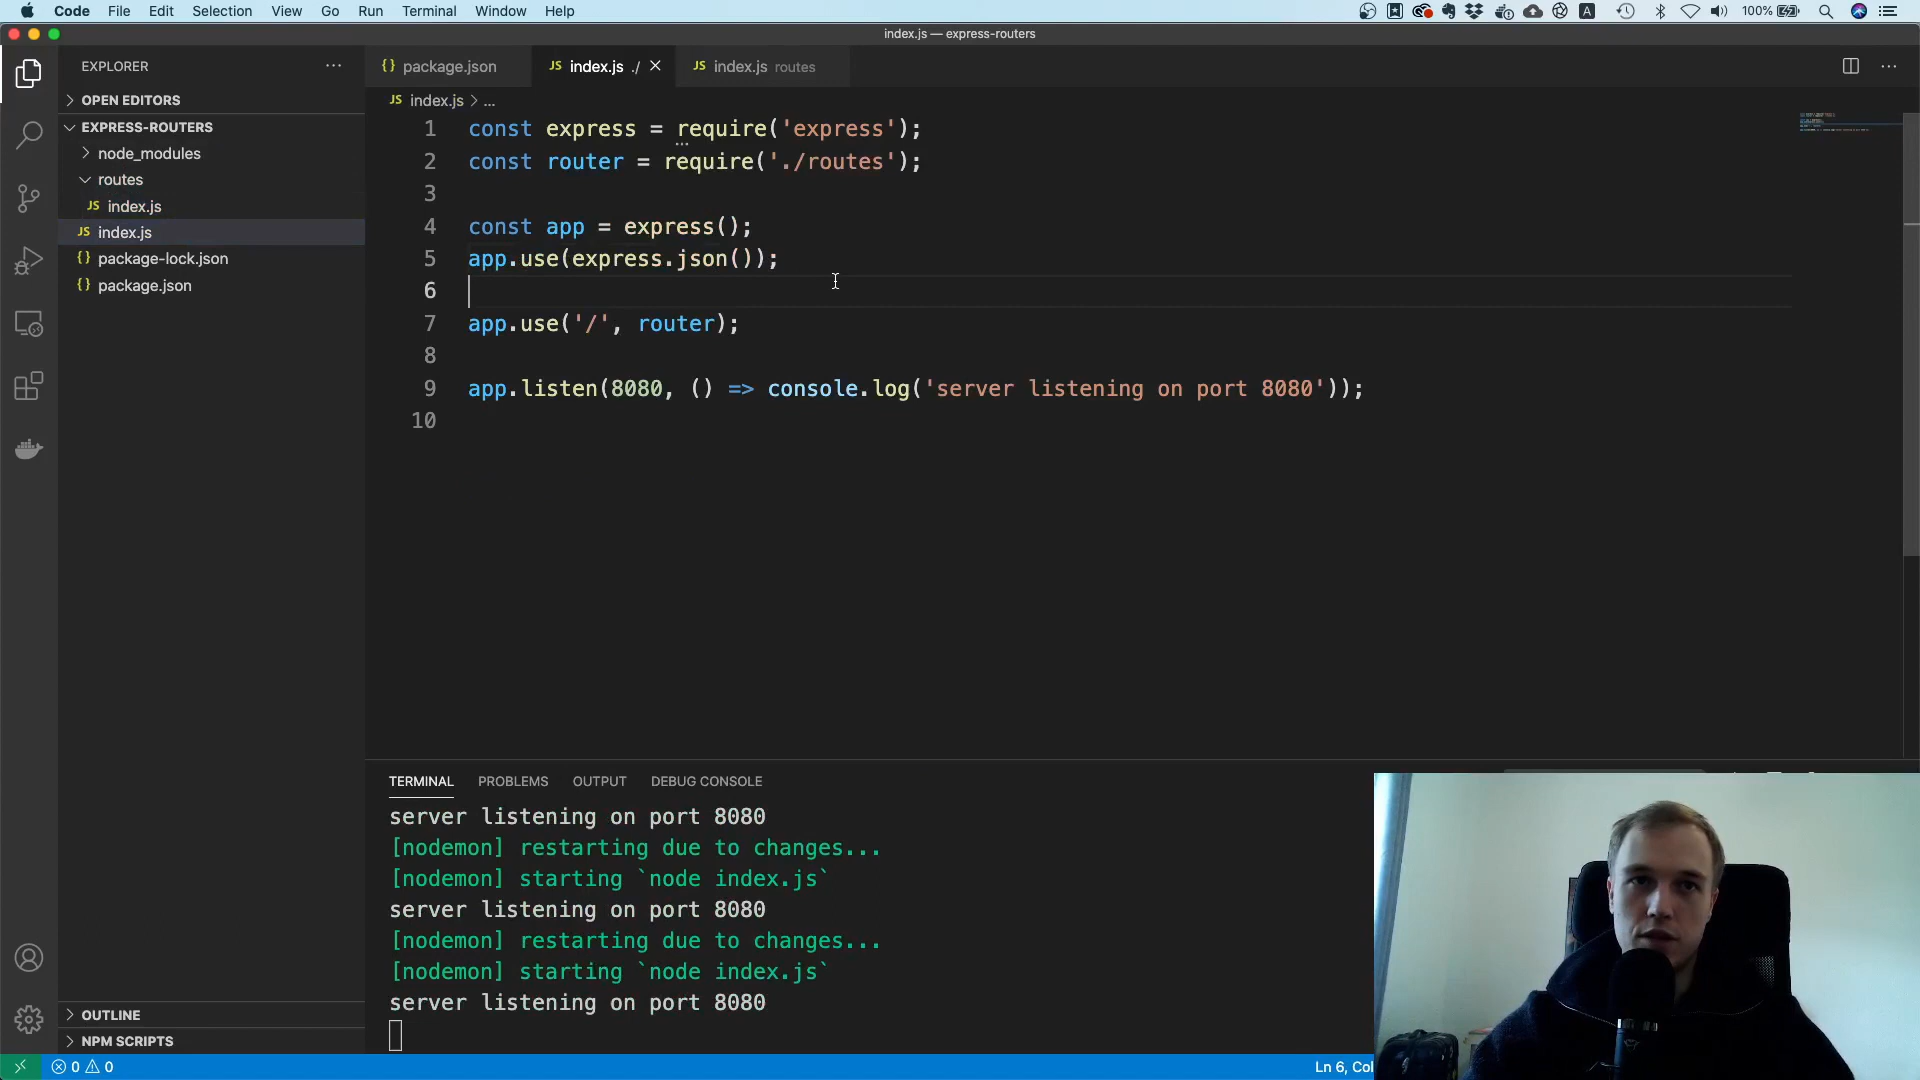 Code File Edit Selection View Go Run Terminal Window Help
A 100%
index.js — express-routers
EXPLORER ...
OPEN EDITORS
EXPRESS-ROUTERS
node_modules
routes
JS index.js
JS index.js
{} package-lock.json
{} package.json
OUTLINE
NPM SCRIPTS
{} package.json JS index.js ./ JS index.js routes ...
JS index.js > ...
1 const express = require('express');
2 const router = require('./routes');
3
4 const app = express();
5 app.use(express.json());
6
7 app.use('/', router);
8
9 app.listen(8080, () => console.log('server listening on port 8080'));
10
TERMINAL PROBLEMS OUTPUT DEBUG CONSOLE
server listening on port 8080
[nodemon] restarting due to changes...
[nodemon] starting `node index.js`
server listening on port 8080
[nodemon] restarting due to changes...
[nodemon] starting `node index.js`
server listening on port 8080
0 0 Ln 6, Col